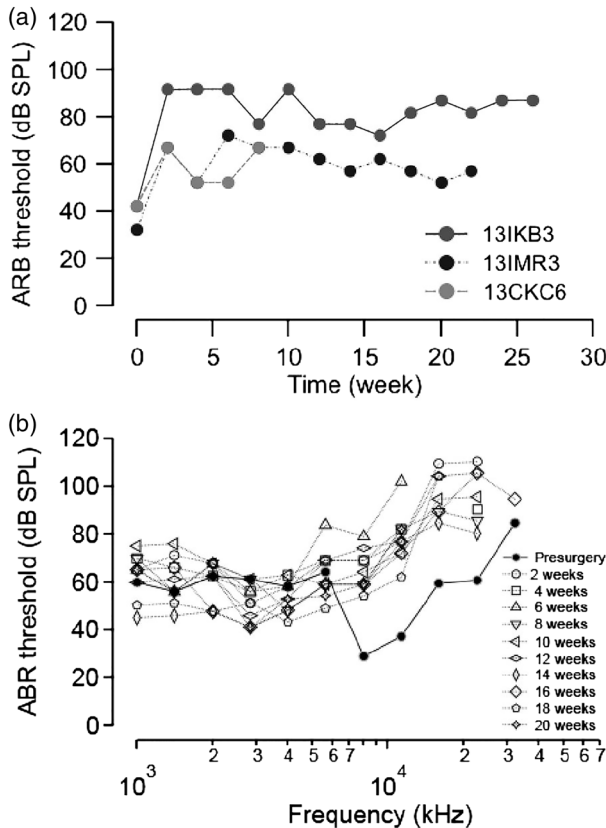 (a)
120
100
80
60
40
20
0
ARB threshold (dB SPL)
13IKB3
13IMR3
13CKC6
0 5 10 15 20 25 30
Time (week)
(b)
120
100
80
60
40
20
0
ABR threshold (dB SPL)
Presurgery
2 weeks
4 weeks
6 weeks
8 weeks
10 weeks
12 weeks
14 weeks
16 weeks
18 weeks
20 weeks
2 3 4 5 6 7 2 3 4 5 6 7
10³ 10⁴
Frequency (kHz)